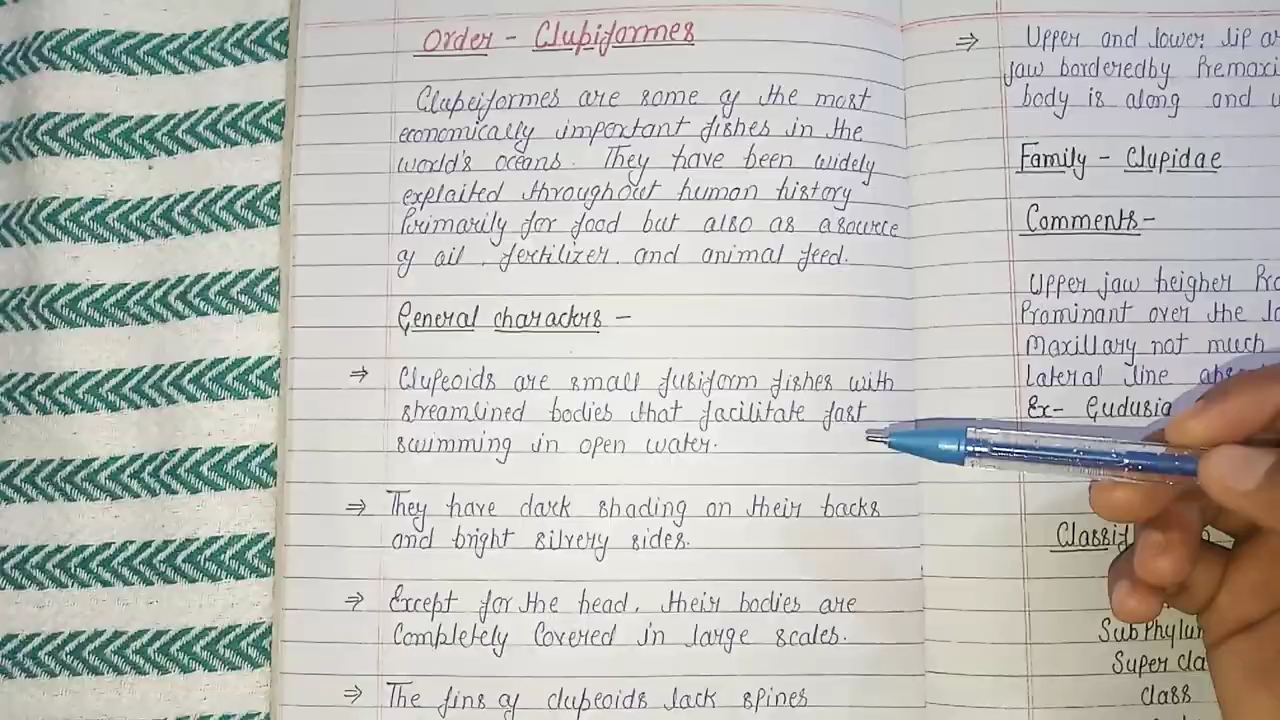 Order - Clupiformes
Clupeiformes are some of the most
economically important fishes in the
world's oceans. They have been widely
explaited throughout human history
Primarily for food but also as a source
of oil, fertilizer, and animal feed.
General charactors -
⇒ Clupeoids are small fusiform fishes with
streamlined bodies that facilitate fast
swimming in open water.
⇒ They have dark shading on their backs
and bright silvery sides.
⇒ Except for the head, their bodies are
Completely Covered in large scales.
⇒ The fins of clupeoids lack spines
⇒ Upper and lower lip
jaw borderedby
body is along and
Family - Clupidae
Comments -
Upper jaw heigher
Prominant over the
Maxillary not much
lateral line
Ex- Gudusia
Sub Phylum
Super
Class